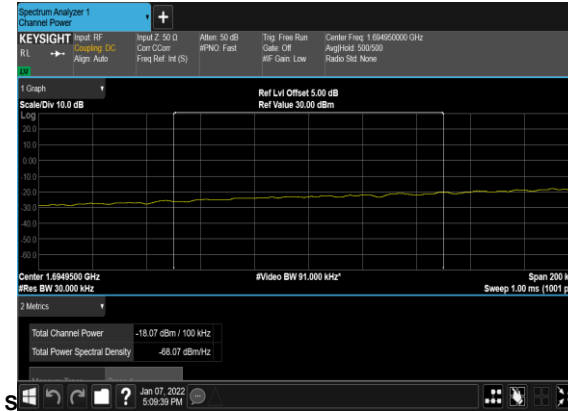 Spectrum Analyzer 1
Channel Power
KEYSIGHT
RL
Input: RF
Coupling: DC
Align: Auto
Input Z: 50 Ω
Corr CCorr
Freq Ref: Int (S)
Atten: 50 dB
#PNO: Fast
Trig: Free Run
Gate: Off
#IF Gain: Low
Center Freq: 1.694950000 GHz
Avg|Hold: 500/500
Radio Std: None
1 Graph
Scale/Div 10.0 dB
Ref Lvl Offset 5.00 dB
Ref Value 30.00 dBm
Log
20.0
10.0
0.00
-10.0
-20.0
-30.0
-40.0
-50.0
-60.0
Center 1.6949500 GHz
#Video BW 91.000 kHz*
Span 200 k
#Res BW 30.000 kHz
Sweep 1.00 ms (1001 p
2 Metrics
Total Channel Power -18.07 dBm / 100 kHz
Total Power Spectral Density -68.07 dBm/Hz
S
?
Jan 07, 2022
5:09:39 PM